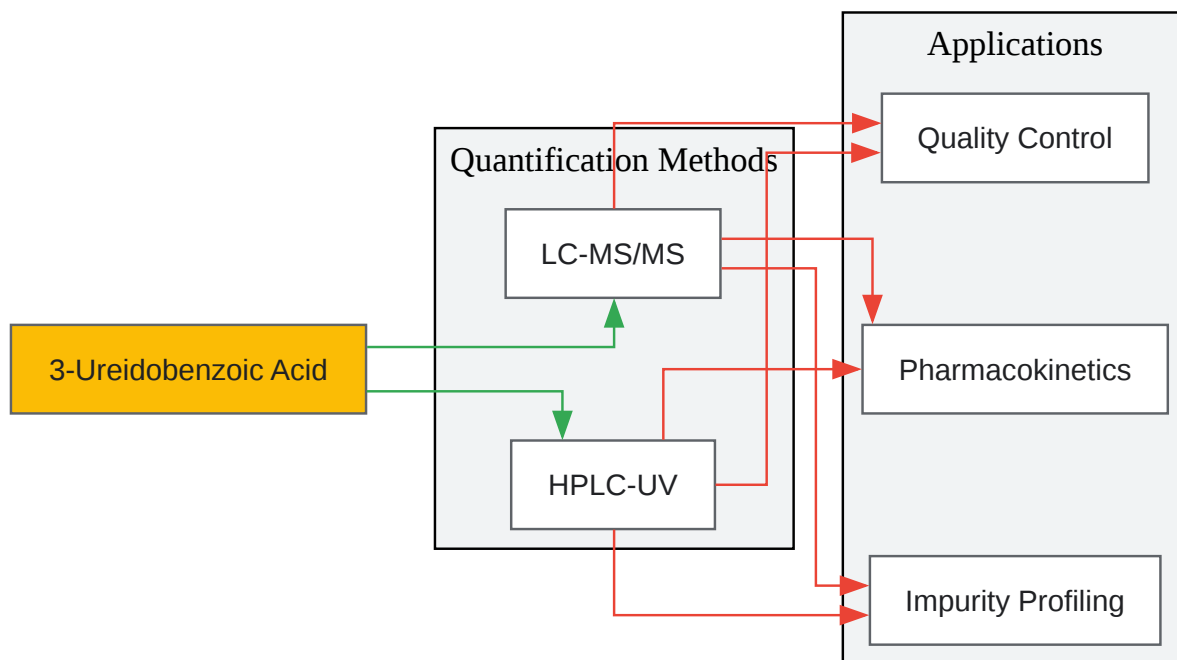 Applications
Quality Control
Quantification Methods
LC-MS/MS
3-Ureidobenzoic Acid
Pharmacokinetics
HPLC-UV
Impurity Profiling